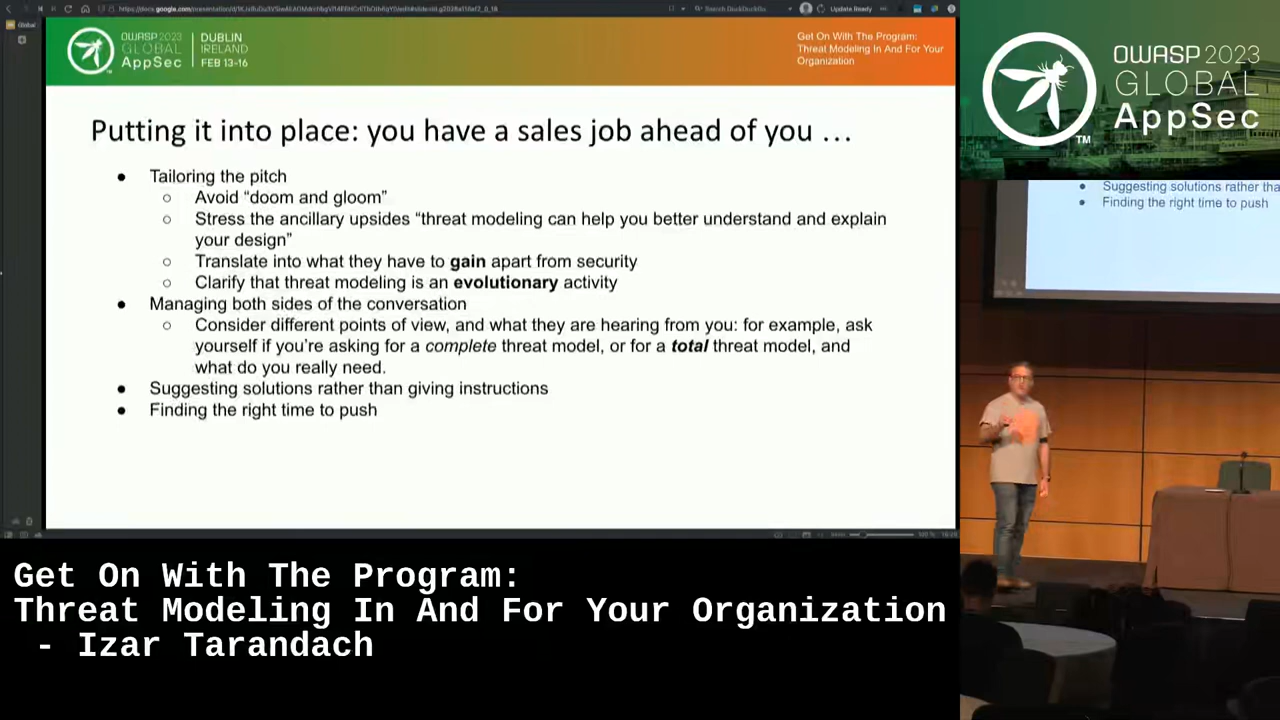 Global
Update Ready
OWASP2023
GLOBAL
AppSec
DUBLIN
IRELAND
FEB 13-16
TM
Get On With The Program:
Threat Modeling In And For Your
Organization
Putting it into place: you have a sales job ahead of you …
● Tailoring the pitch
○ Avoid “doom and gloom”
○ Stress the ancillary upsides “threat modeling can help you better understand and explain
your design”
○ Translate into what they have to gain apart from security
○ Clarify that threat modeling is an evolutionary activity
● Managing both sides of the conversation
○ Consider different points of view, and what they are hearing from you: for example, ask
yourself if you’re asking for a complete threat model, or for a total threat model, and
what do you really need.
● Suggesting solutions rather than giving instructions
● Finding the right time to push
OWASP2023
GLOBAL
AppSec
TM
● Suggesting solutions rather tha
● Finding the right time to push
Get On With The Program:
Threat Modeling In And For Your Organization
- Izar Tarandach